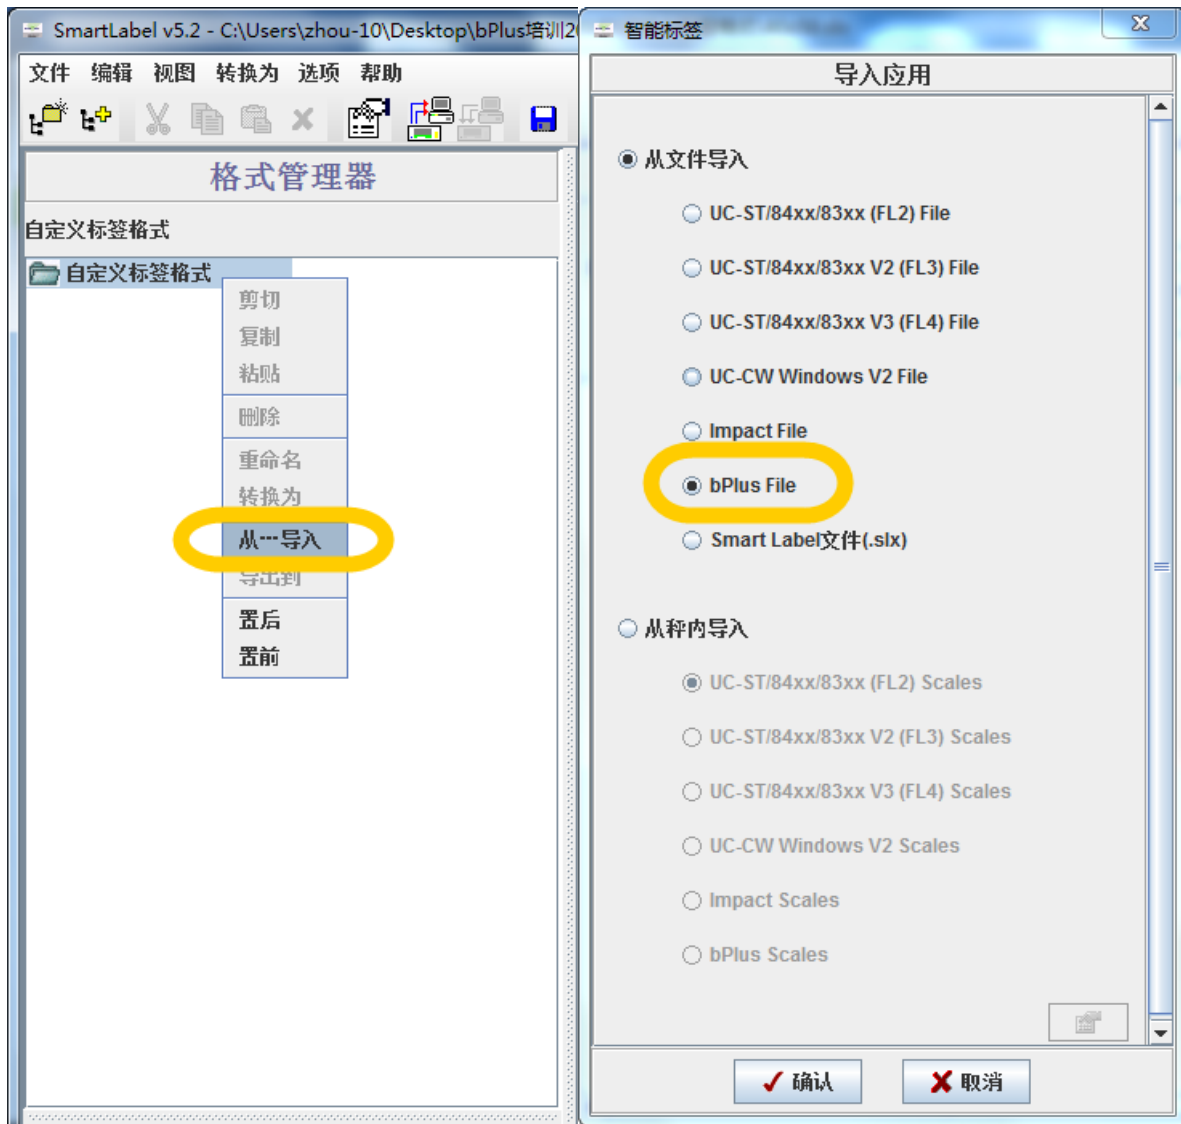 SmartLabel v5.2 - C:\Users\zhou-10\Desktop\bPlus培训2
文件 编辑 视图 转换为 选项 帮助
格式管理器
自定义标签格式
自定义标签格式
剪切
复制
粘贴
删除
重命名
转换为
从…导入
导出到
置后
置前
智能标签
导入应用
从文件导入
UC-ST/84xx/83xx (FL2) File
UC-ST/84xx/83xx V2 (FL3) File
UC-ST/84xx/83xx V3 (FL4) File
UC-CW Windows V2 File
Impact File
bPlus File
Smart Label文件(.slx)
从秤内导入
UC-ST/84xx/83xx (FL2) Scales
UC-ST/84xx/83xx V2 (FL3) Scales
UC-ST/84xx/83xx V3 (FL4) Scales
UC-CW Windows V2 Scales
Impact Scales
bPlus Scales
确认 取消